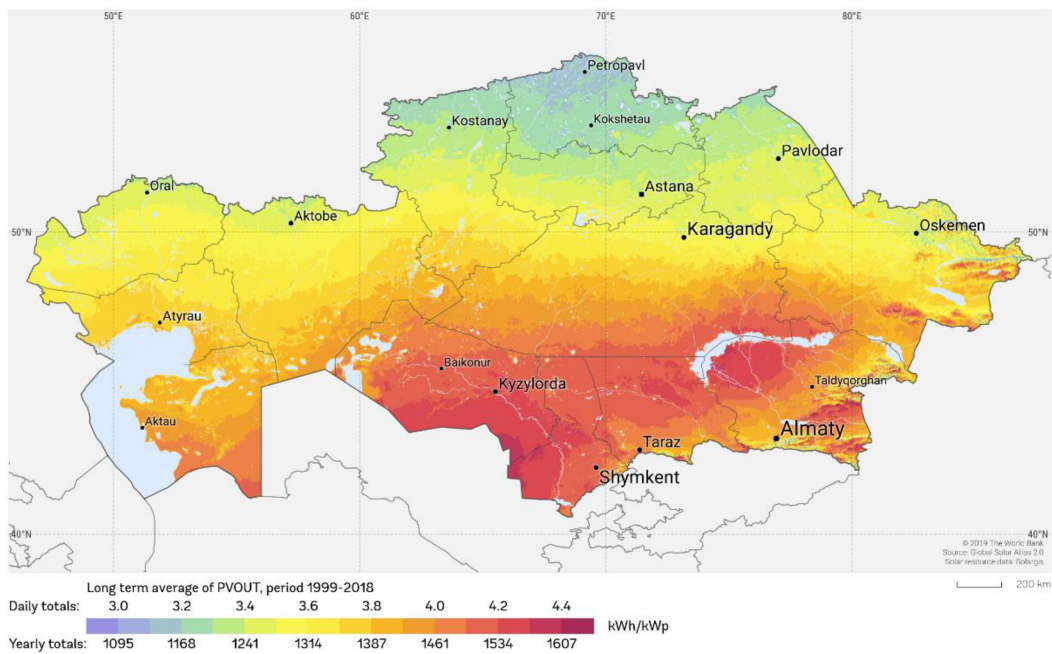 50°E 60°E 70°E 80°E
Petropavl
Kostanay
Kokshetau
Pavlodar
Oral
Astana
Aktobe
50°N
Karagandy
Oskemen
50°N
Atyrau
Baikonur
Kyzylorda
Taldyqorghan
Aktau
Almaty
Taraz
Shymkent
40°N
40°N
© 2019 The World Bank
Source: Global Solar Atlas 2.0
Solar resource data: Solargis
200 km
Long term average of PVOUT, period 1999-2018
Daily totals: 3.0 3.2 3.4 3.6 3.8 4.0 4.2 4.4
kWh/kWp
Yearly totals: 1095 1168 1241 1314 1387 1461 1534 1607